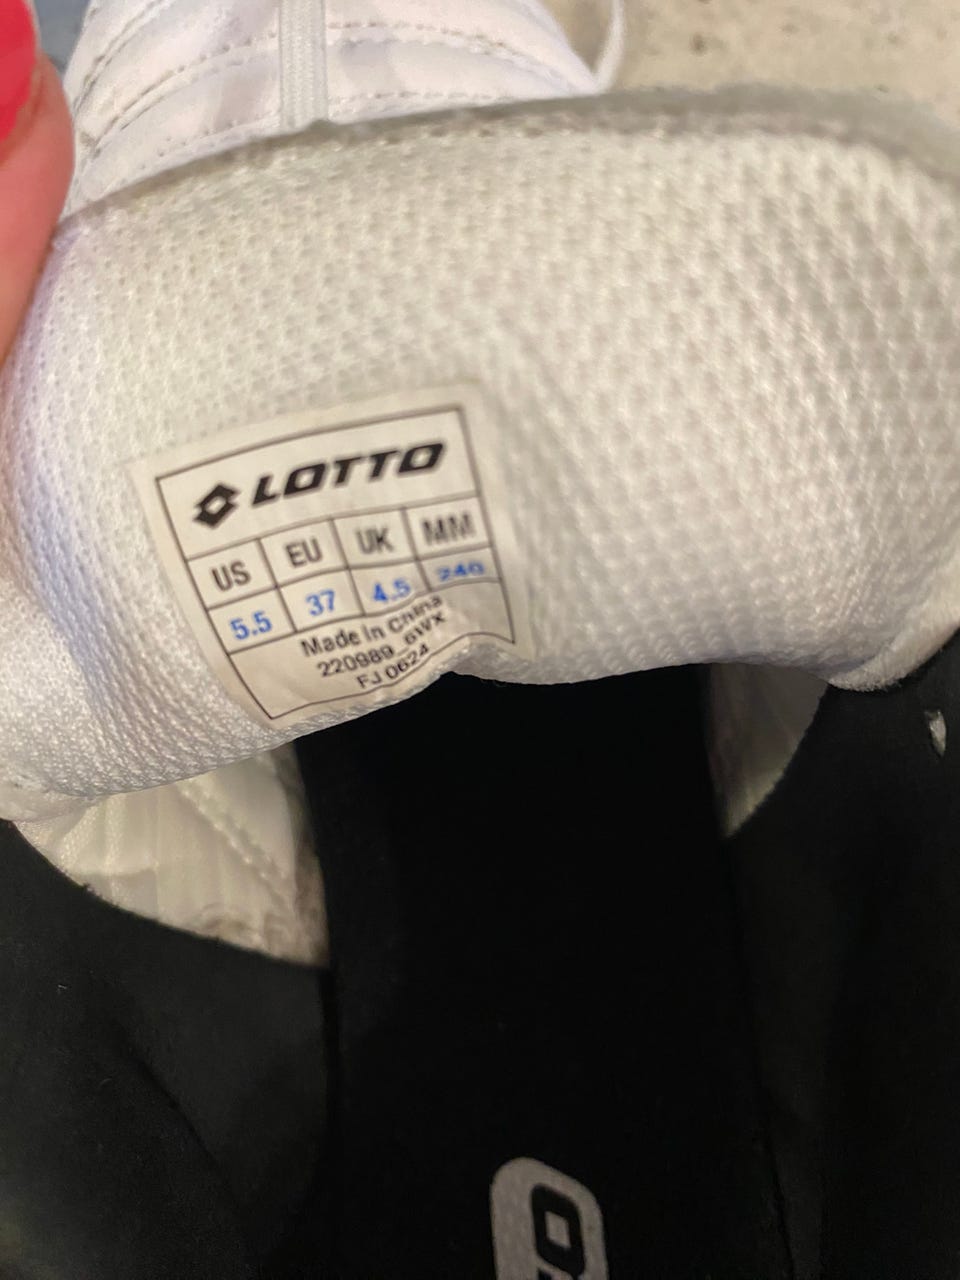 LOTTO
US EU UK MM
5.5 37 4.5 240
Made In China
220989_6WX
FJ 0624